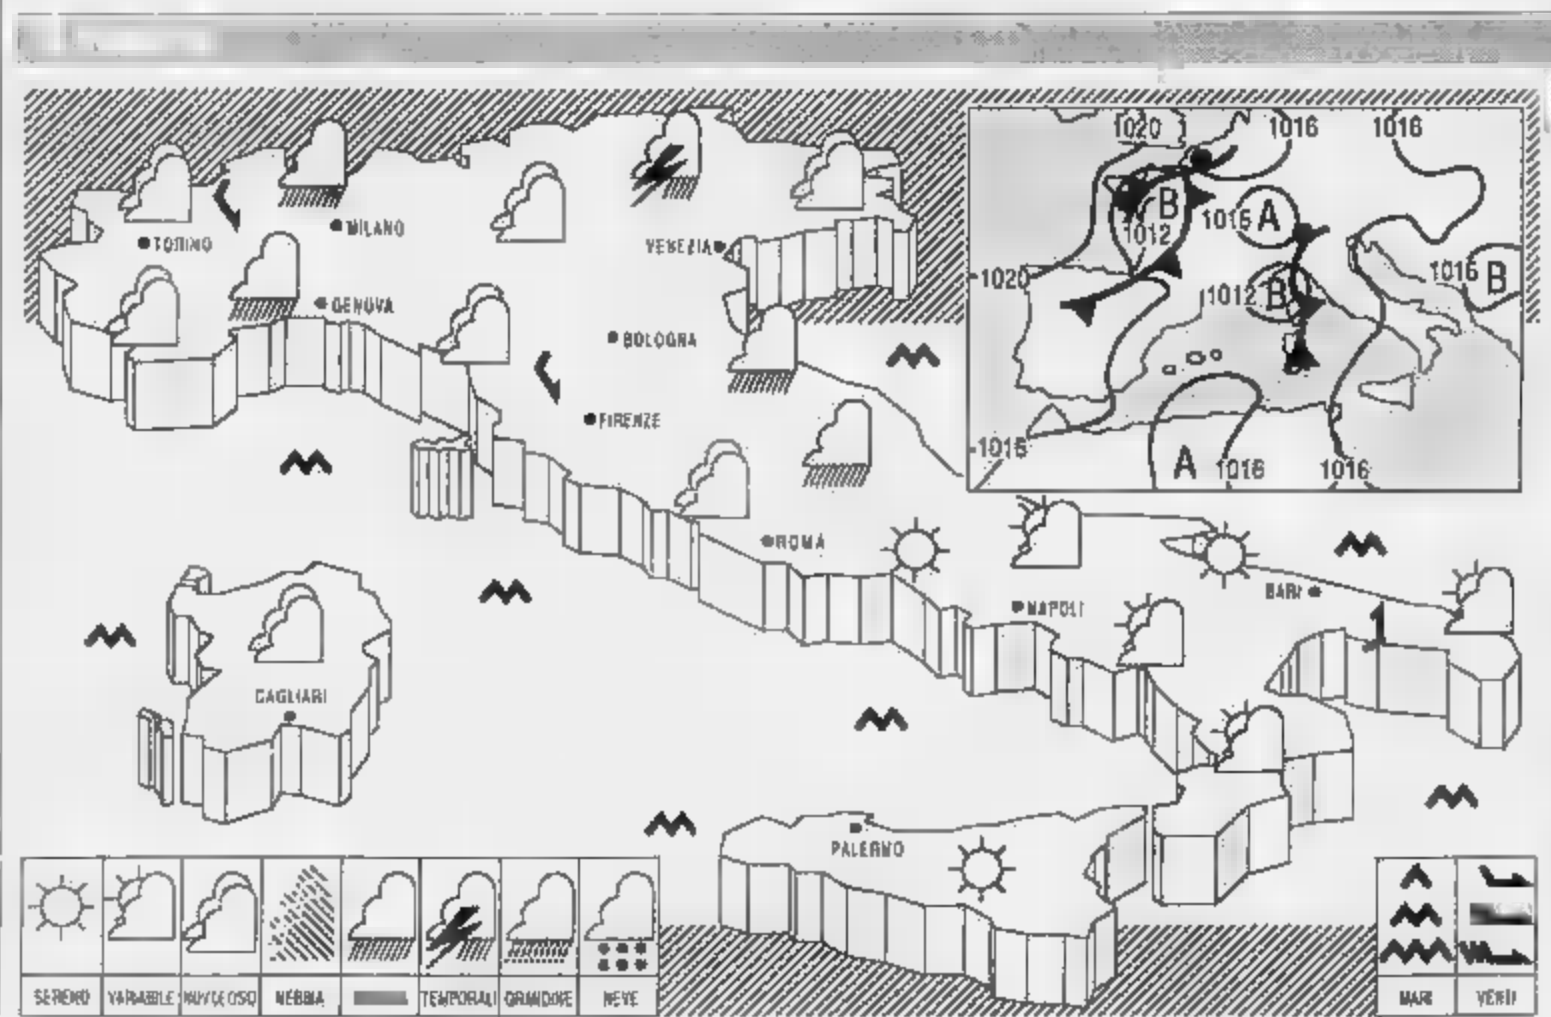 1020 1016 1016
B
1016 A
1012
1020
1016 B
1012 B
1016
A 1016 1016
TORINO
MILANO
VENEZIA
GENOVA
BOLOGNA
FIRENZE
ROMA
NAPOLI
BARI
CAGLIARI
PALERMO
SERENO VARIABILE NUVOLOSO NEBBIA TEMPORALI GRANDINE NEVE
MARI VENTI